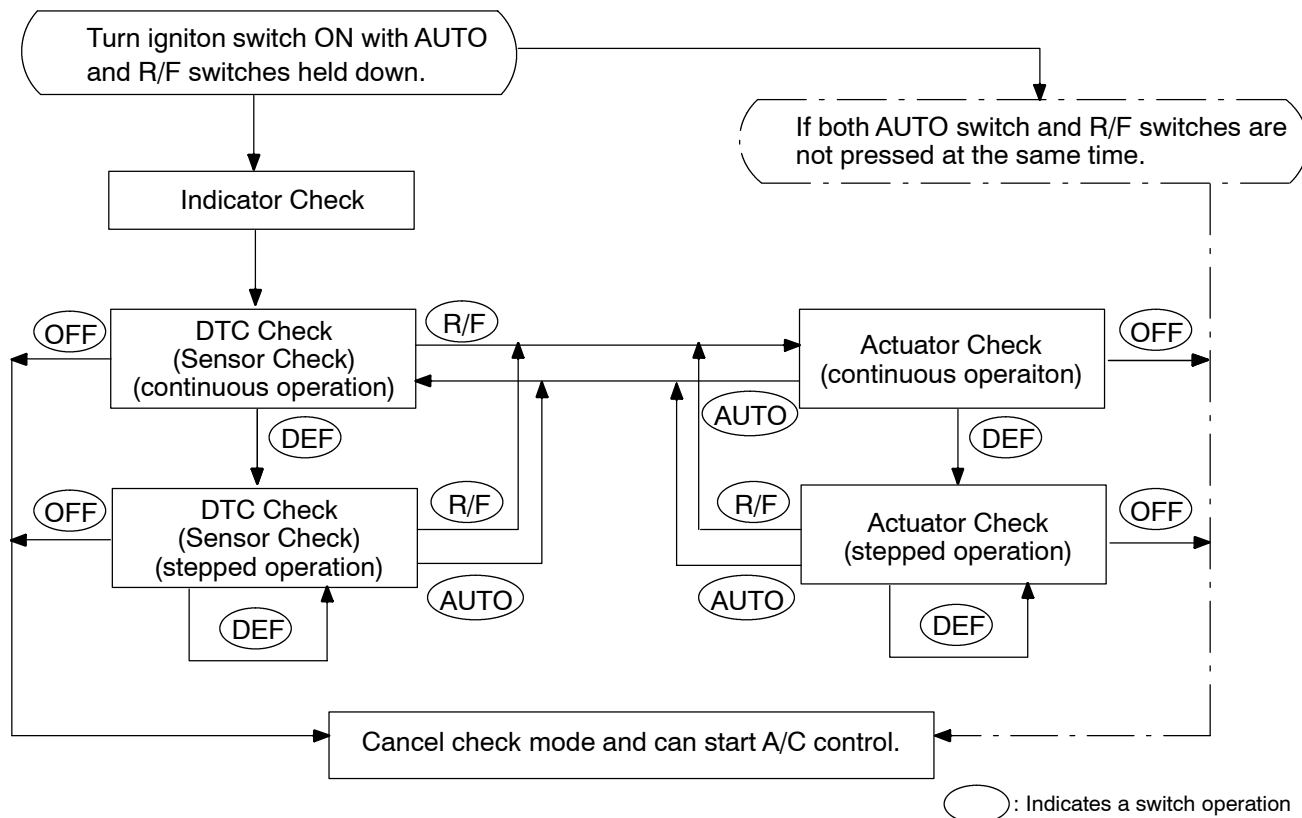 Turn igniton switch ON with AUTO
and R/F switches held down.
If both AUTO switch and R/F switches are
not pressed at the same time.
Indicator Check
OFF
DTC Check
(Sensor Check)
(continuous operation)
R/F
Actuator Check
(continuous operaiton)
OFF
AUTO
DEF
DEF
OFF
DTC Check
(Sensor Check)
(stepped operation)
R/F
AUTO
R/F
AUTO
Actuator Check
(stepped operation)
OFF
DEF
DEF
Cancel check mode and can start A/C control.
: Indicates a switch operation